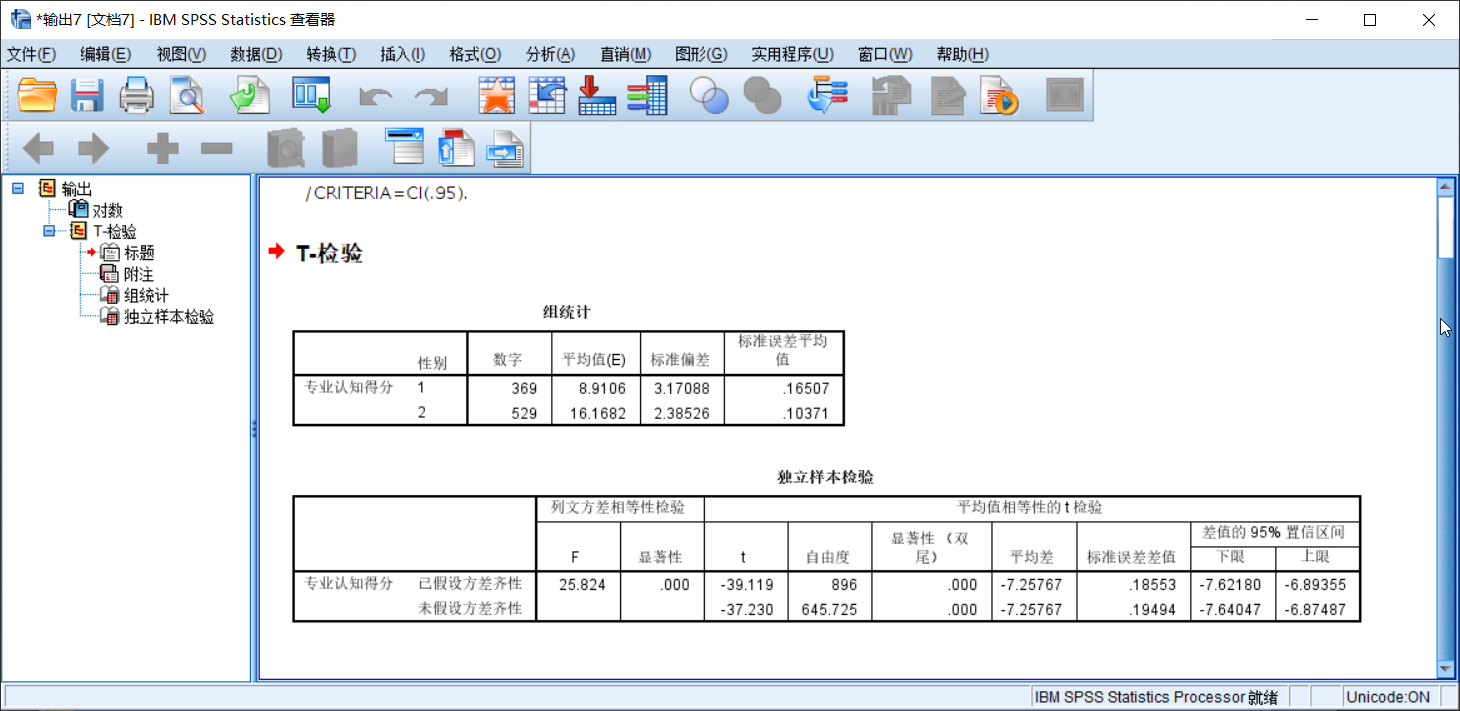 *输出7 [文档7] - IBM SPSS Statistics 查看器
文件(F) 编辑(E) 视图(V) 数据(D) 转换(T) 插入(I) 格式(O) 分析(A) 直销(M) 图形(G) 实用程序(U) 窗口(W) 帮助(H)
输出
对数
T-检验
标题
附注
组统计
独立样本检验
/CRITERIA=CI(.95).
T-检验
组统计
性别 数字 平均值(E) 标准偏差 标准误差平均值
专业认知得分 1 369 8.9106 3.17088 .16507
2 529 16.1682 2.38526 .10371
独立样本检验
列文方差相等性检验 平均值相等性的 t 检验
差值的 95% 置信区间
F 显著性 t 自由度 显著性（双尾） 平均差 标准误差差值 下限 上限
专业认知得分 已假设方差齐性 25.824 .000 -39.119 896 .000 -7.25767 .18553 -7.62180 -6.89355
未假设方差齐性 -37.230 645.725 .000 -7.25767 .19494 -7.64047 -6.87487
IBM SPSS Statistics Processor 就绪 Unicode:ON